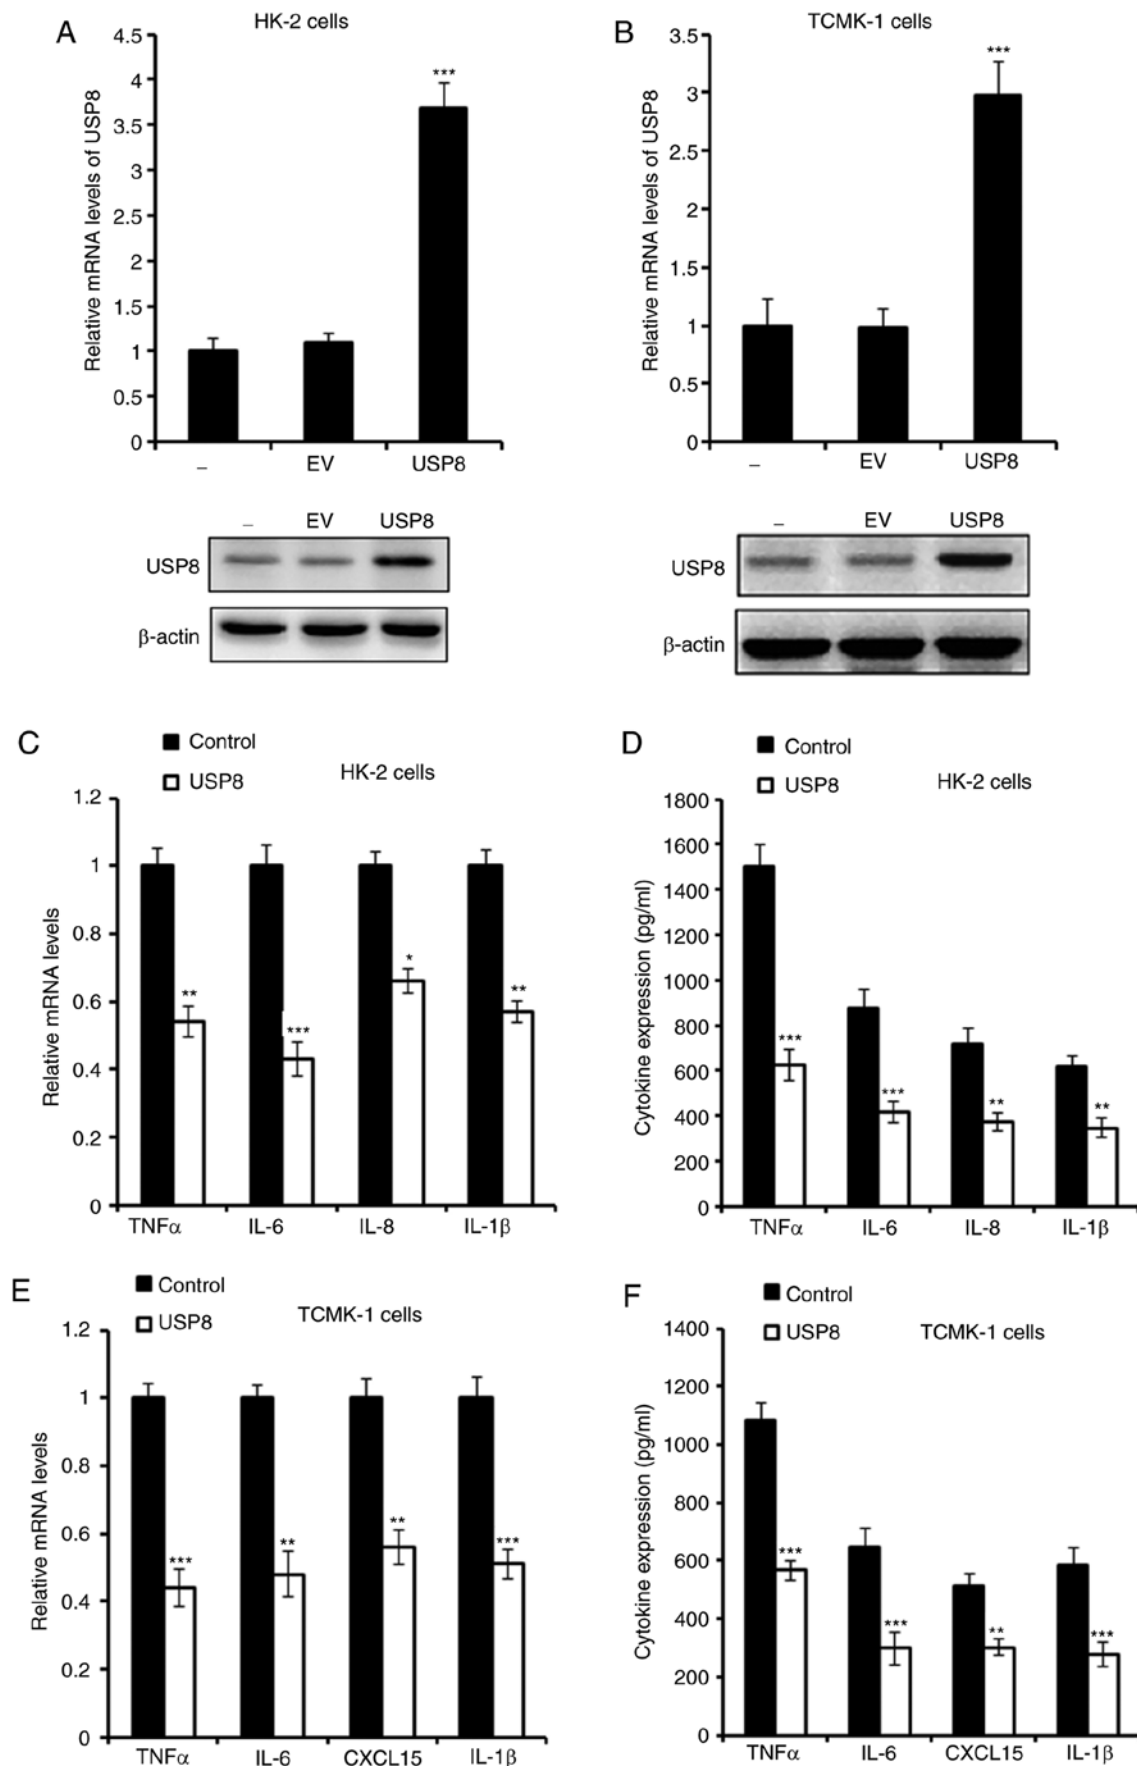 A
HK-2 cells
Relative mRNA levels of USP8
4.5
4
3.5
3
2.5
2
1.5
1
0.5
0
***
– EV USP8
– EV USP8
USP8
β-actin
B
TCMK-1 cells
Relative mRNA levels of USP8
3.5
3
2.5
2
1.5
1
0.5
0
***
– EV USP8
– EV USP8
USP8
β-actin
C
Control
USP8
HK-2 cells
Relative mRNA levels
1.2
1
0.8
0.6
0.4
0.2
0
** *** * **
TNFα IL-6 IL-8 IL-1β
D
Control
USP8
HK-2 cells
Cytokine expression (pg/ml)
1800
1600
1400
1200
1000
800
600
400
200
0
*** *** ** **
TNFα IL-6 IL-8 IL-1β
E
Control
USP8
TCMK-1 cells
Relative mRNA levels
1.2
1
0.8
0.6
0.4
0.2
0
*** ** ** ***
TNFα IL-6 CXCL15 IL-1β
F
Control
USP8
TCMK-1 cells
Cytokine expression (pg/ml)
1400
1200
1000
800
600
400
200
0
*** *** ** ***
TNFα IL-6 CXCL15 IL-1β